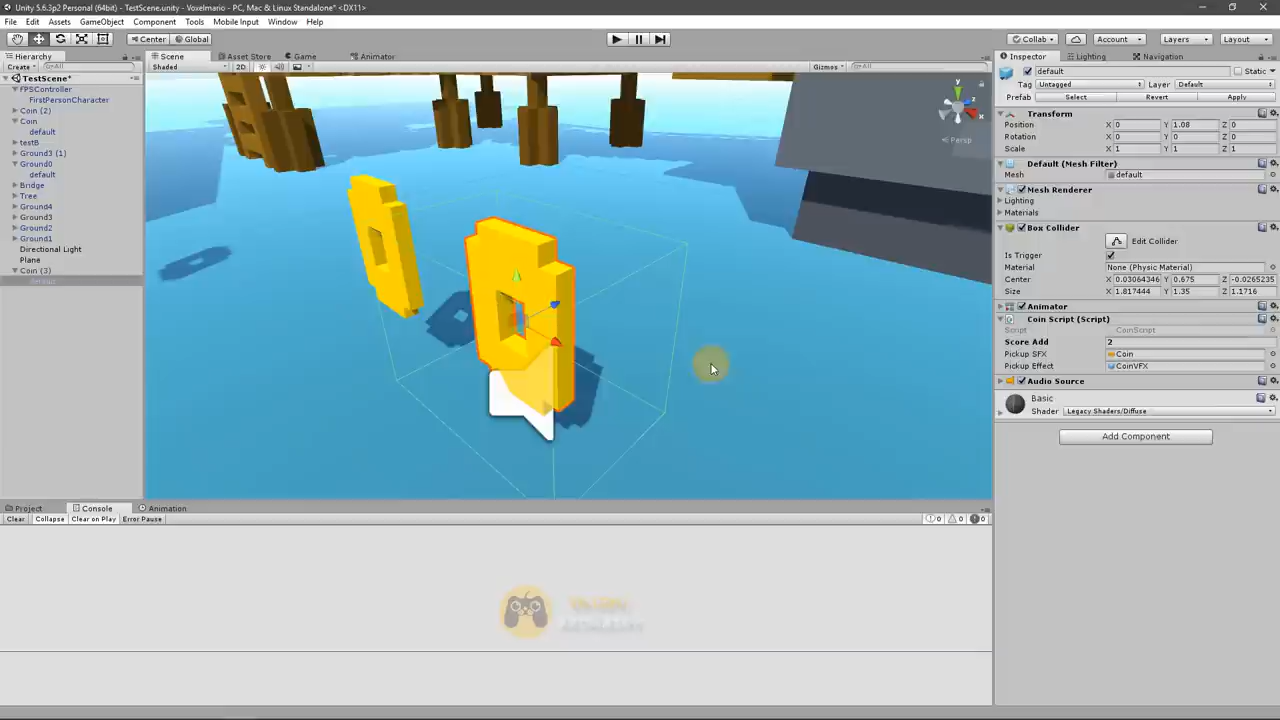 Unity 5.6.3p2 Personal (64bit) - TestScene.unity - Voxelmario - PC, Mac & Linux Standalone* <DX11>
File Edit Assets GameObject Component Tools Mobile Input Window Help
Center Global Collab Account Layers Layout
Hierarchy Scene Asset Store Game Animator Inspector Lighting Navigation
Create All Shaded 2D Gizmos All
TestScene*
FPSController
FirstPersonCharacter
Coin (2)
Coin
default
testB
Ground3 (1)
Ground0
default
Bridge
Tree
Ground4
Ground3
Ground2
Ground1
Directional Light
Plane
Coin (3)
y
x
z
Persp
default Static
Tag Untagged Layer Default
Prefab Select Revert Apply
Transform
Position X 0 Y 1.08 Z 0
Rotation X 0 Y 0 Z 0
Scale X 1 Y 1 Z 1
Default (Mesh Filter)
Mesh default
Mesh Renderer
Lighting
Materials
Box Collider
Edit Collider
Is Trigger
Material None (Physic Material)
Center X 0.03064346 Y 0.675 Z -0.0265235
Size X 1.817444 Y 1.35 Z 1.1716
Animator
Coin Script (Script)
Script CoinScript
Score Add 2
Pickup SFX Coin
Pickup Effect CoinVFX
Audio Source
Basic
Shader Legacy Shaders/Diffuse
Add Component
Project Console Animation
Clear Collapse Clear on Play Error Pause 0 0 0